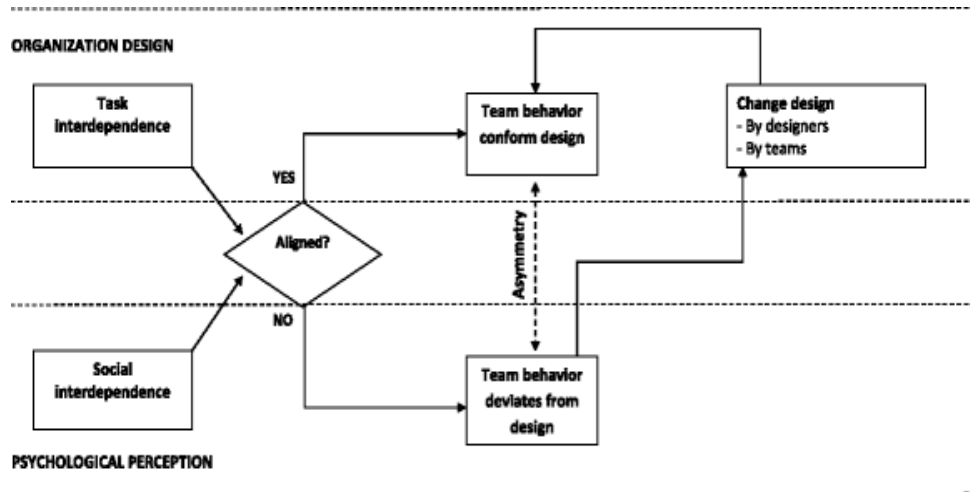 ORGANIZATION DESIGN
Task
interdependence
Team behavior
conform design
Change design
- By designers
- By teams
YES
Aligned?
Asymmetry
NO
Social
interdependence
Team behavior
deviates from
design
PSYCHOLOGICAL PERCEPTION